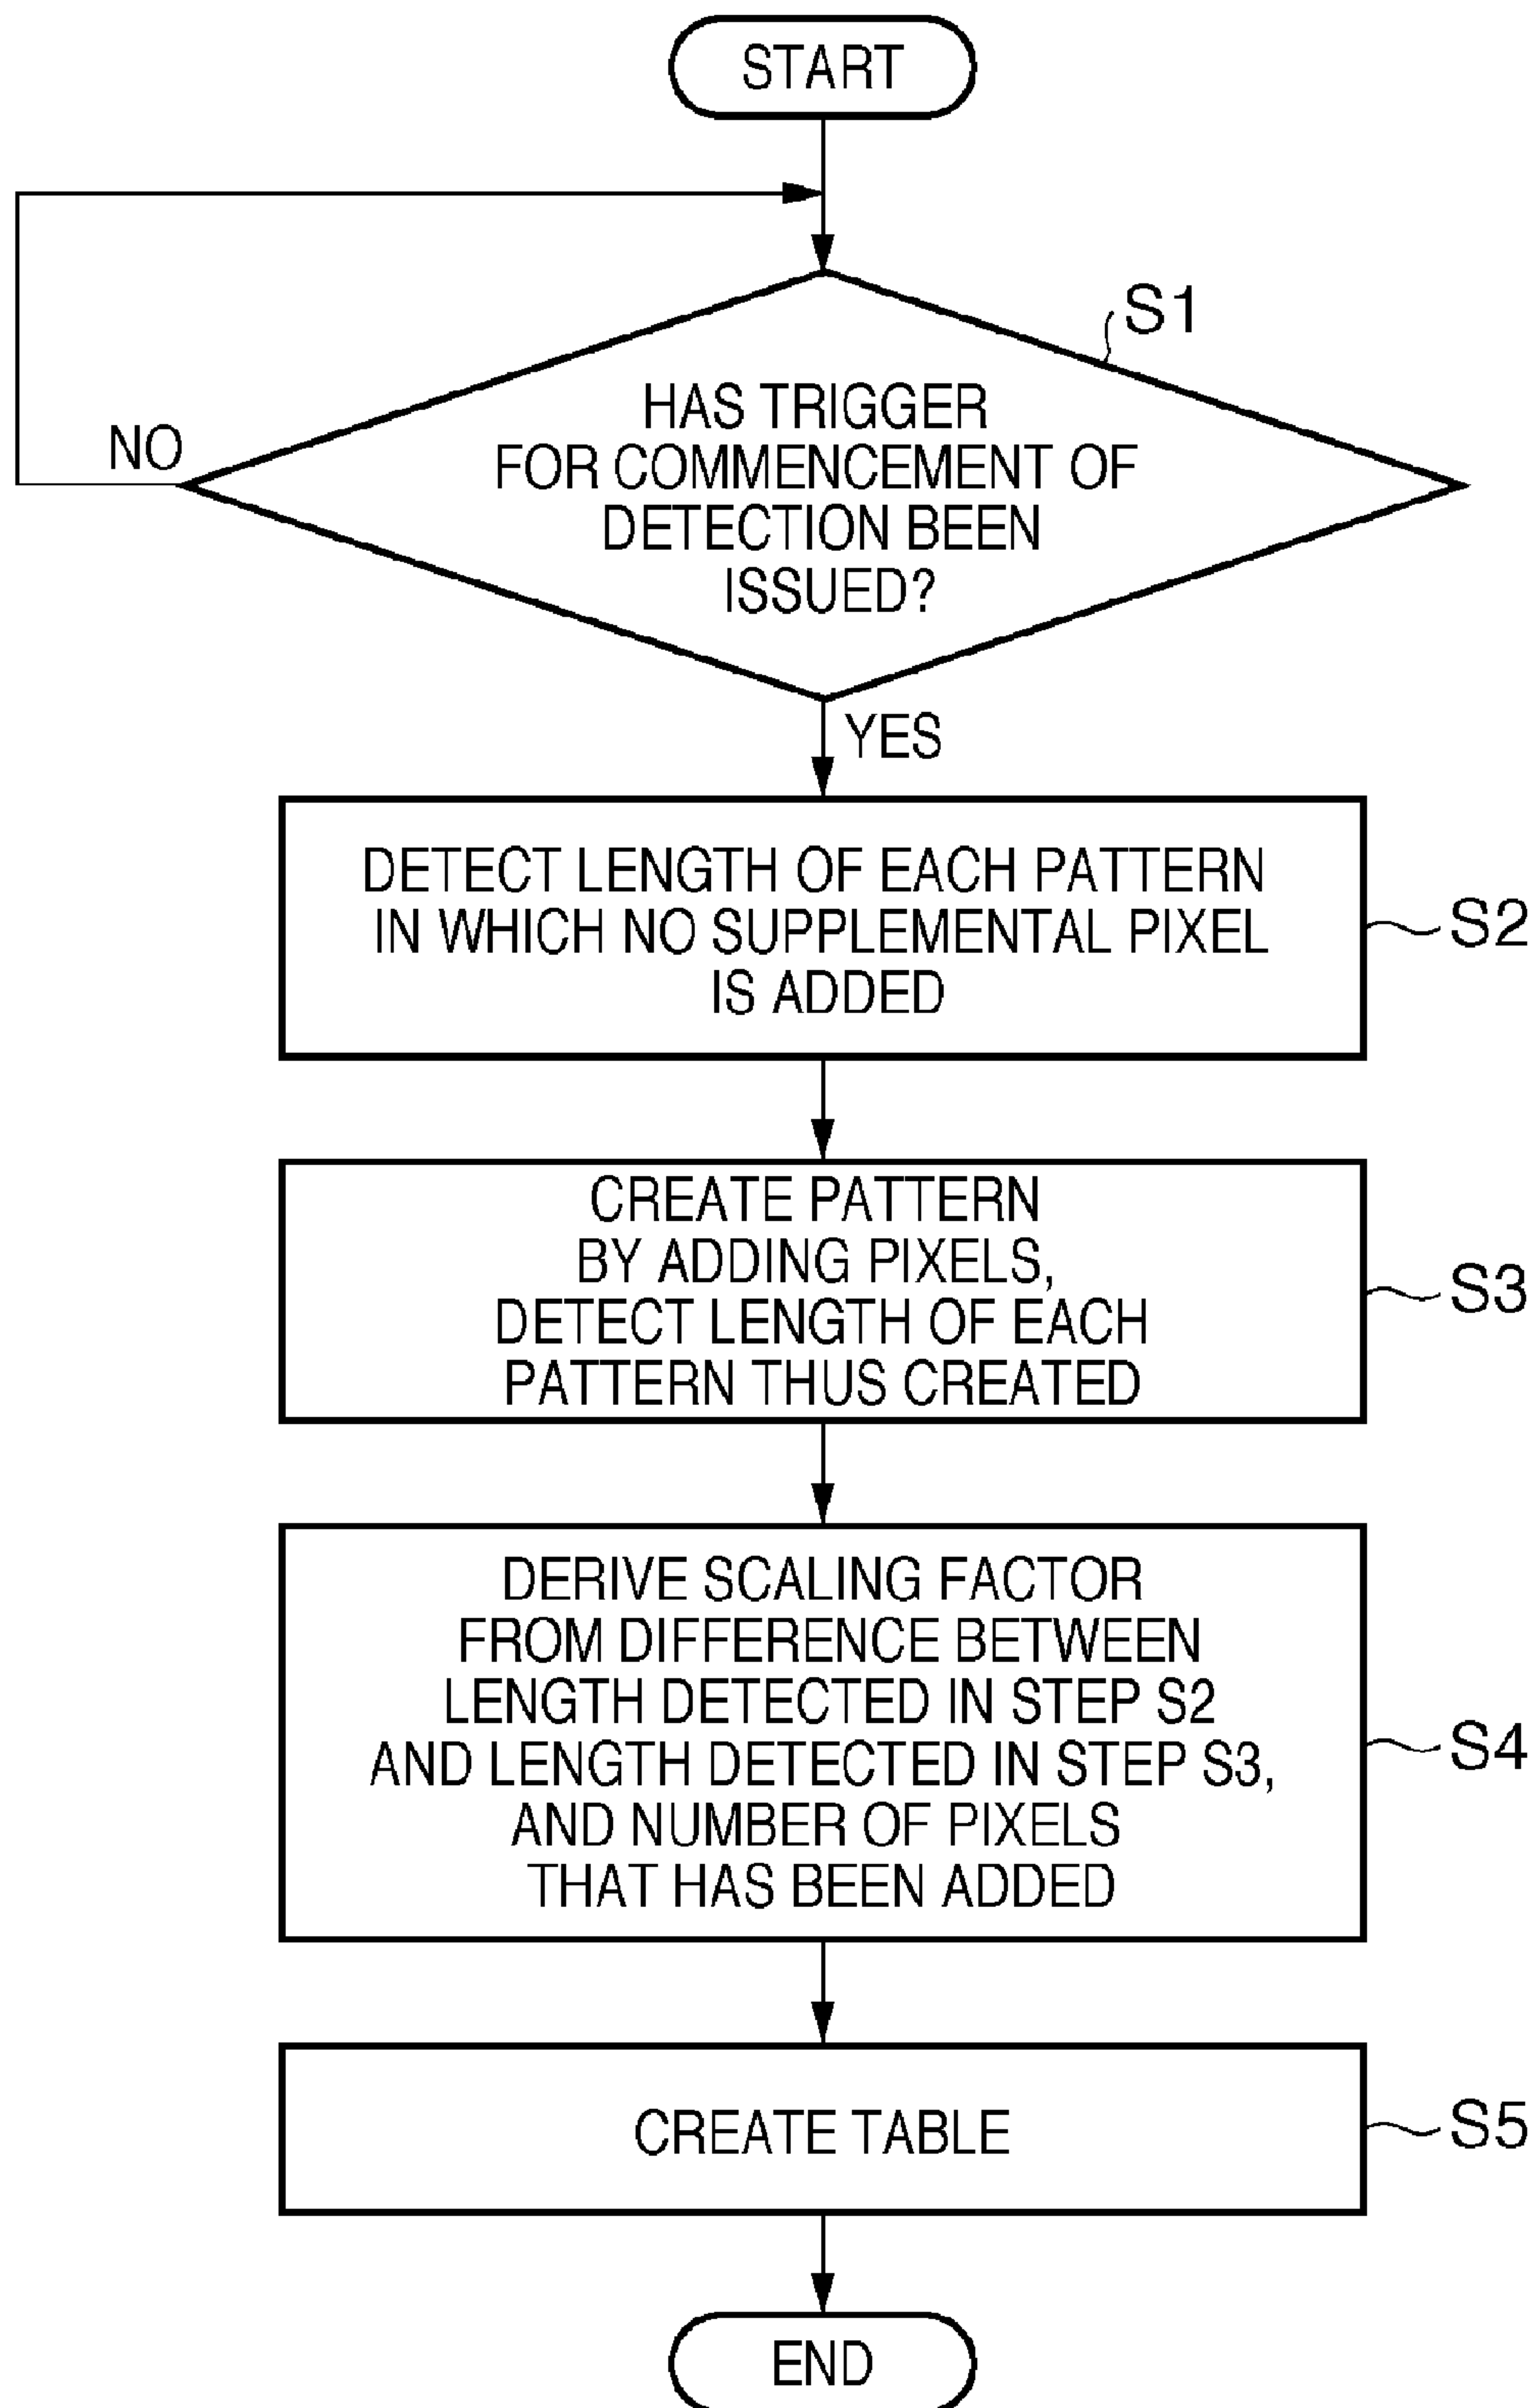 START
S1
HAS TRIGGER
FOR COMMENCEMENT OF
DETECTION BEEN
ISSUED?
NO
YES
DETECT LENGTH OF EACH PATTERN
IN WHICH NO SUPPLEMENTAL PIXEL
IS ADDED
S2
CREATE PATTERN
BY ADDING PIXELS,
DETECT LENGTH OF EACH
PATTERN THUS CREATED
S3
DERIVE SCALING FACTOR
FROM DIFFERENCE BETWEEN
LENGTH DETECTED IN STEP S2
AND LENGTH DETECTED IN STEP S3,
AND NUMBER OF PIXELS
THAT HAS BEEN ADDED
S4
CREATE TABLE
S5
END